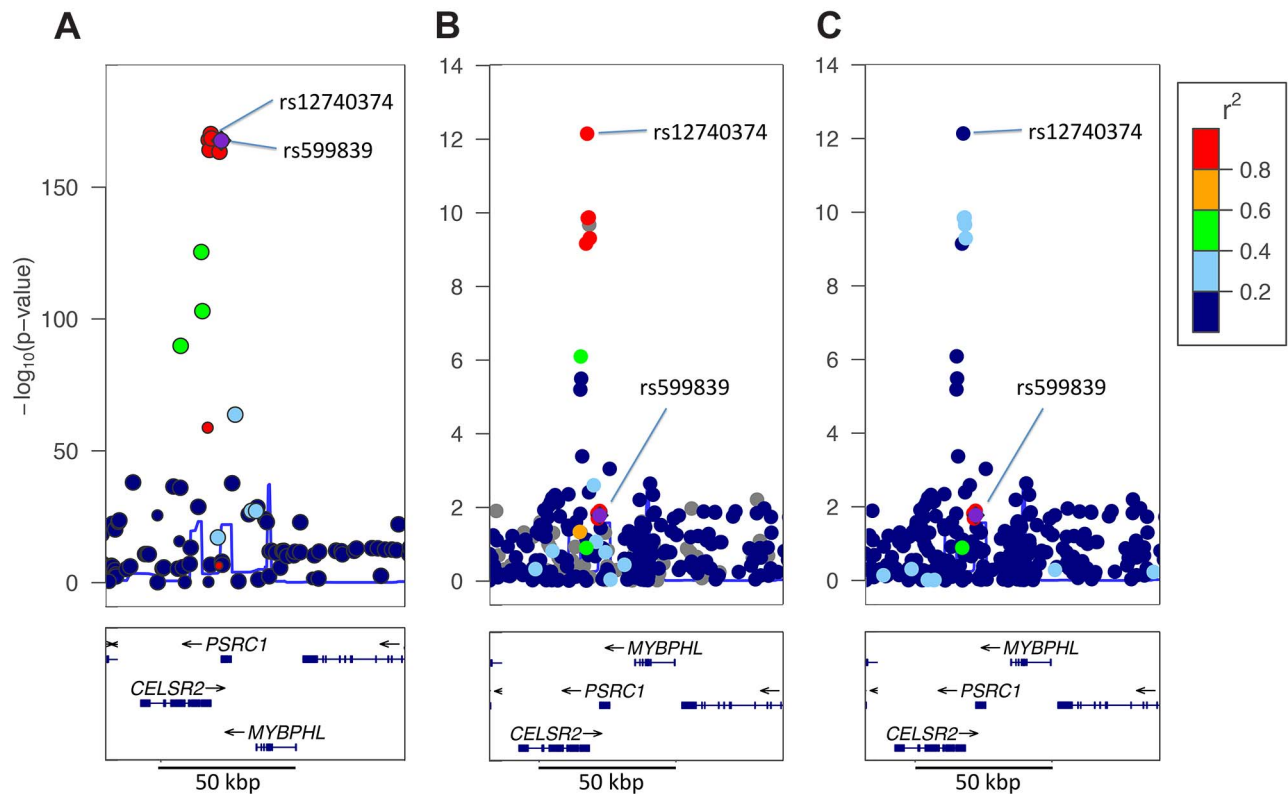 A
B
C
−log10(p−value)
150
100
50
0
rs12740374
rs599839
14
12
10
8
6
4
2
0
rs12740374
rs599839
14
12
10
8
6
4
2
0
rs12740374
rs599839
r2
0.8
0.6
0.4
0.2
← PSRC1
CELSR2 →
← MYBPHL
50 kbp
← MYBPHL
← PSRC1
CELSR2 →
50 kbp
← MYBPHL
← PSRC1
CELSR2 →
50 kbp